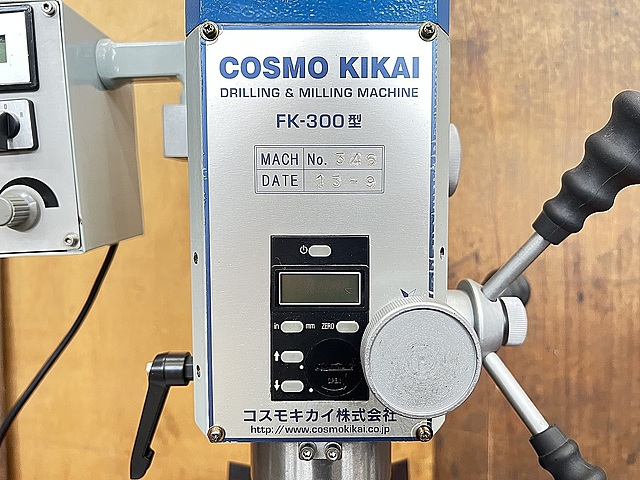 COSMO KIKAI
DRILLING & MILLING MACHINE
FK-300型
MACH No. 346
DATE 13-9
in mm ZERO
OPEN
コスモキカイ株式会社
http://www.cosmokikai.co.jp